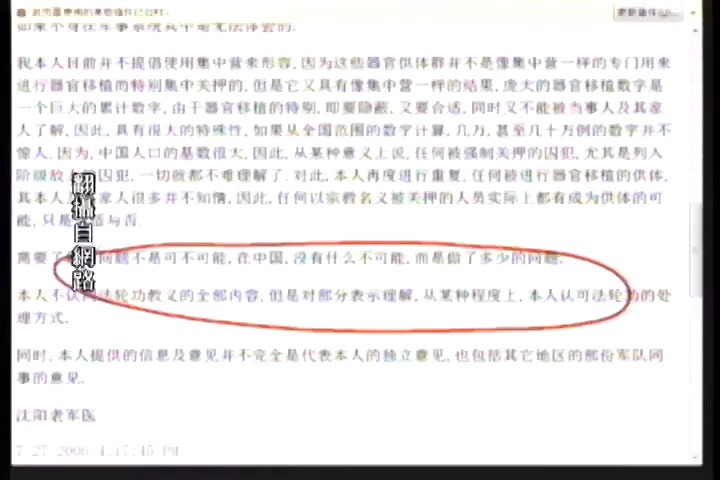 更新插件(P)...
如果不身在军事系统其中难无法体会的.
我本人目前并不提倡使用集中营来形容, 因为这些器官供体群并不是像集中营一样的专门用来
进行器官移植而特别集中关押的, 但是它又具有像集中营一样的结果, 庞大的器官移植数字是
一个巨大的累计数字, 由于器官移植的特别, 即要隐蔽, 又要合适, 同时又不能被当事人及其家
人了解, 因此, 具有很大的特殊性, 如果从全国范围的数字计算, 几万, 甚至几十万例的数字并不
惊人, 因为, 中国人口的基数很大, 因此, 从某种意义上说, 任何被强制关押的囚犯, 尤其是列入
阶级敌 囚犯, 一切就都不难理解了. 对此, 本人再度进行重复, 任何被进行器官移植的供体,
其本人 家人很多并不知情, 因此, 任何以宗教名义被关押的人员实际上都有成为供体的可
能, 只是 道与否.
需要了 问题不是可不可能, 在中国, 没有什么不可能, 而是做了多少的问题.
本人不认同法轮功教义的全部内容, 但是对部分表示理解, 从某种程度上, 本人认可法轮功的处
理方式.
同时, 本人提供的信息及意见并不完全是代表本人的独立意见, 也包括其它地区的部份军队同
事的意见.
沈阳老军医
7-27-2006 4:17:45 PM
翻攝自網路